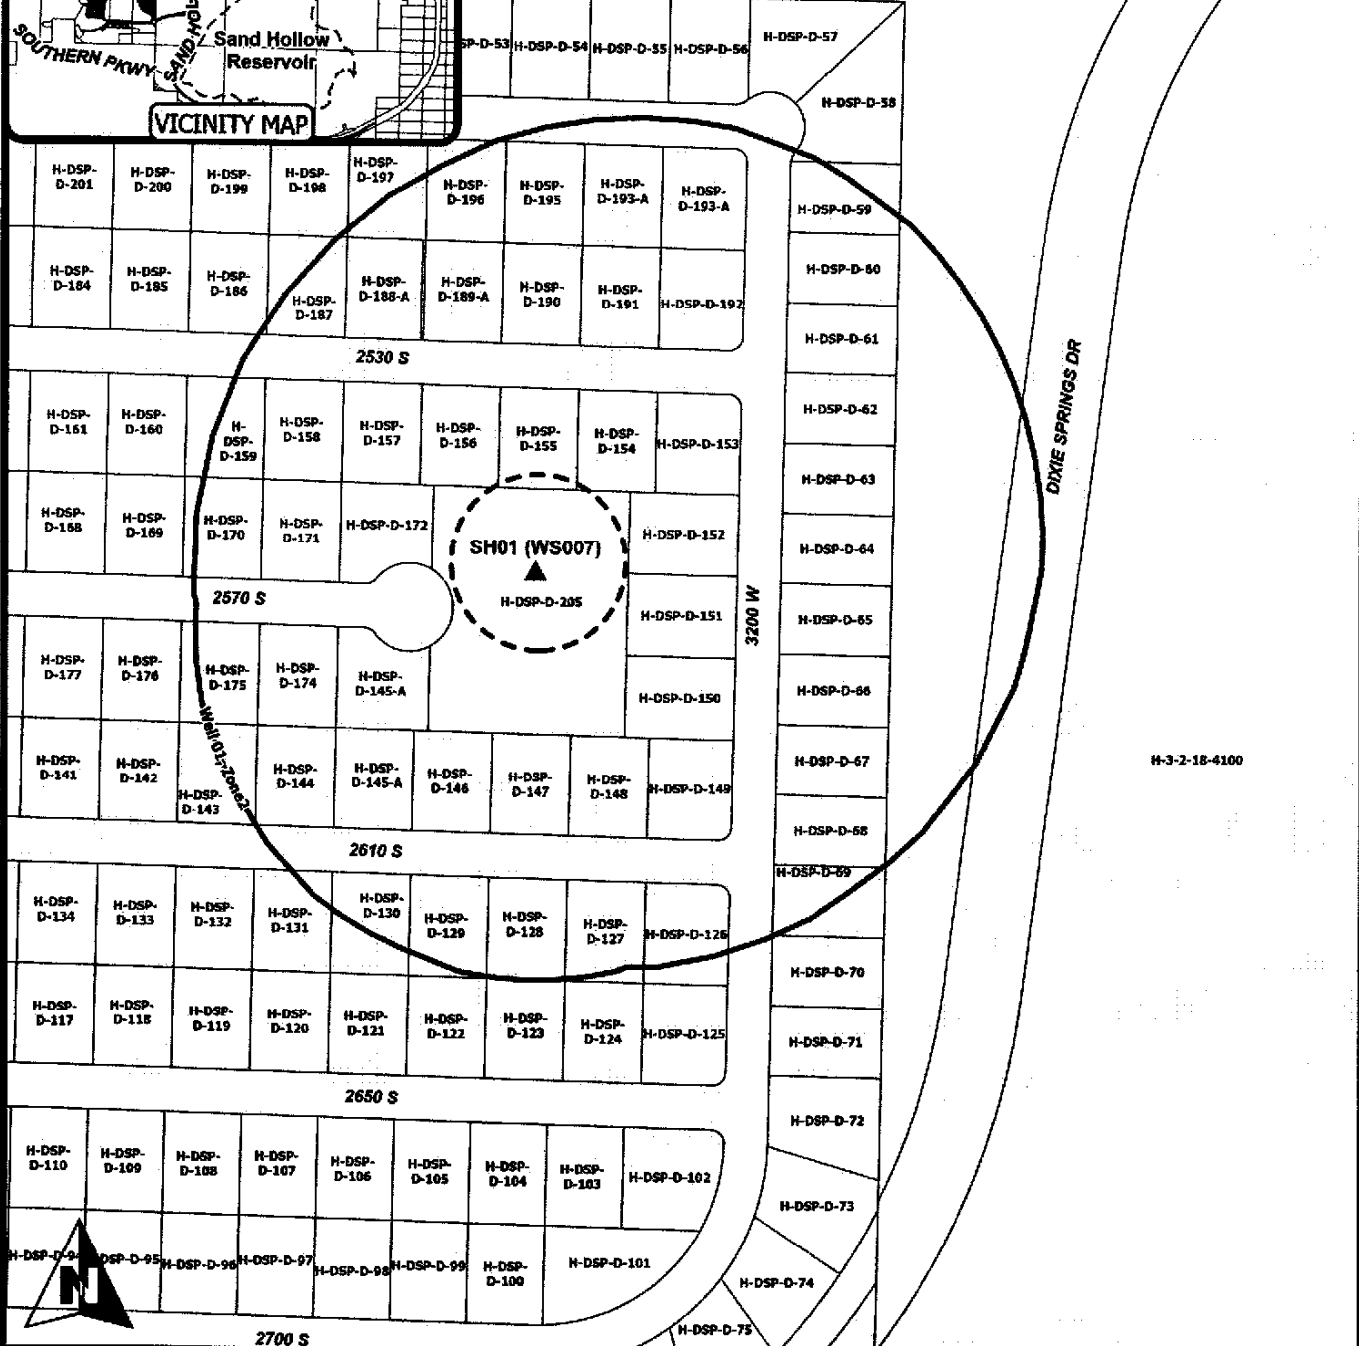 SOUTHERN PKWY
Sand Hollow
Reservoir
VICINITY MAP
H-DSP-D-54
H-DSP-D-55
H-DSP-D-56
H-DSP-D-57
H-DSP-D-58
H-DSP-
D-201
H-DSP-
D-200
H-DSP-
D-199
H-DSP-
D-198
H-DSP-
D-197
H-DSP-
D-196
H-DSP-
D-195
H-DSP-
D-193-A
H-DSP-
D-193-A
H-DSP-D-59
H-DSP-
D-184
H-DSP-
D-185
H-DSP-
D-186
H-DSP-
D-187
H-DSP-
D-188-A
H-DSP-
D-189-A
H-DSP-
D-190
H-DSP-
D-191
H-DSP-D-192
H-DSP-D-60
H-DSP-D-61
2530 S
DIXIE SPRINGS DR
H-DSP-
D-161
H-DSP-
D-160
H-
DSP-
D-159
H-DSP-
D-158
H-DSP-
D-157
H-DSP-
D-156
H-DSP-
D-155
H-DSP-
D-154
H-DSP-D-153
H-DSP-D-62
H-DSP-D-63
H-DSP-
D-168
H-DSP-
D-169
H-DSP-
D-170
H-DSP-
D-171
H-DSP-D-172
SH01 (WS007)
H-DSP-D-205
H-DSP-D-152
H-DSP-D-64
2570 S
H-DSP-D-151
3200 W
H-DSP-D-65
H-DSP-
D-177
H-DSP-
D-176
H-DSP-
D-175
H-DSP-
D-174
H-DSP-
D-145-A
H-DSP-D-150
H-DSP-D-66
Well 01-Zone2
H-DSP-
D-141
H-DSP-
D-142
H-DSP-
D-143
H-DSP-
D-144
H-DSP-
D-145-A
H-DSP-
D-146
H-DSP-
D-147
H-DSP-
D-148
H-DSP-D-149
H-DSP-D-67
H-3-2-18-4100
H-DSP-D-68
2610 S
H-DSP-D-69
H-DSP-
D-134
H-DSP-
D-133
H-DSP-
D-132
H-DSP-
D-131
H-DSP-
D-130
H-DSP-
D-129
H-DSP-
D-128
H-DSP-
D-127
H-DSP-D-126
H-DSP-D-70
H-DSP-
D-117
H-DSP-
D-118
H-DSP-
D-119
H-DSP-
D-120
H-DSP-
D-121
H-DSP-
D-122
H-DSP-
D-123
H-DSP-
D-124
H-DSP-D-125
H-DSP-D-71
2650 S
H-DSP-D-72
H-DSP-
D-110
H-DSP-
D-109
H-DSP-
D-108
H-DSP-
D-107
H-DSP-
D-106
H-DSP-
D-105
H-DSP-
D-104
H-DSP-
D-103
H-DSP-D-102
H-DSP-D-73
H-DSP-D-96
H-DSP-D-97
H-DSP-D-98
H-DSP-D-99
H-DSP-
D-100
H-DSP-D-101
H-DSP-D-74
N
H-DSP-D-75
2700 S